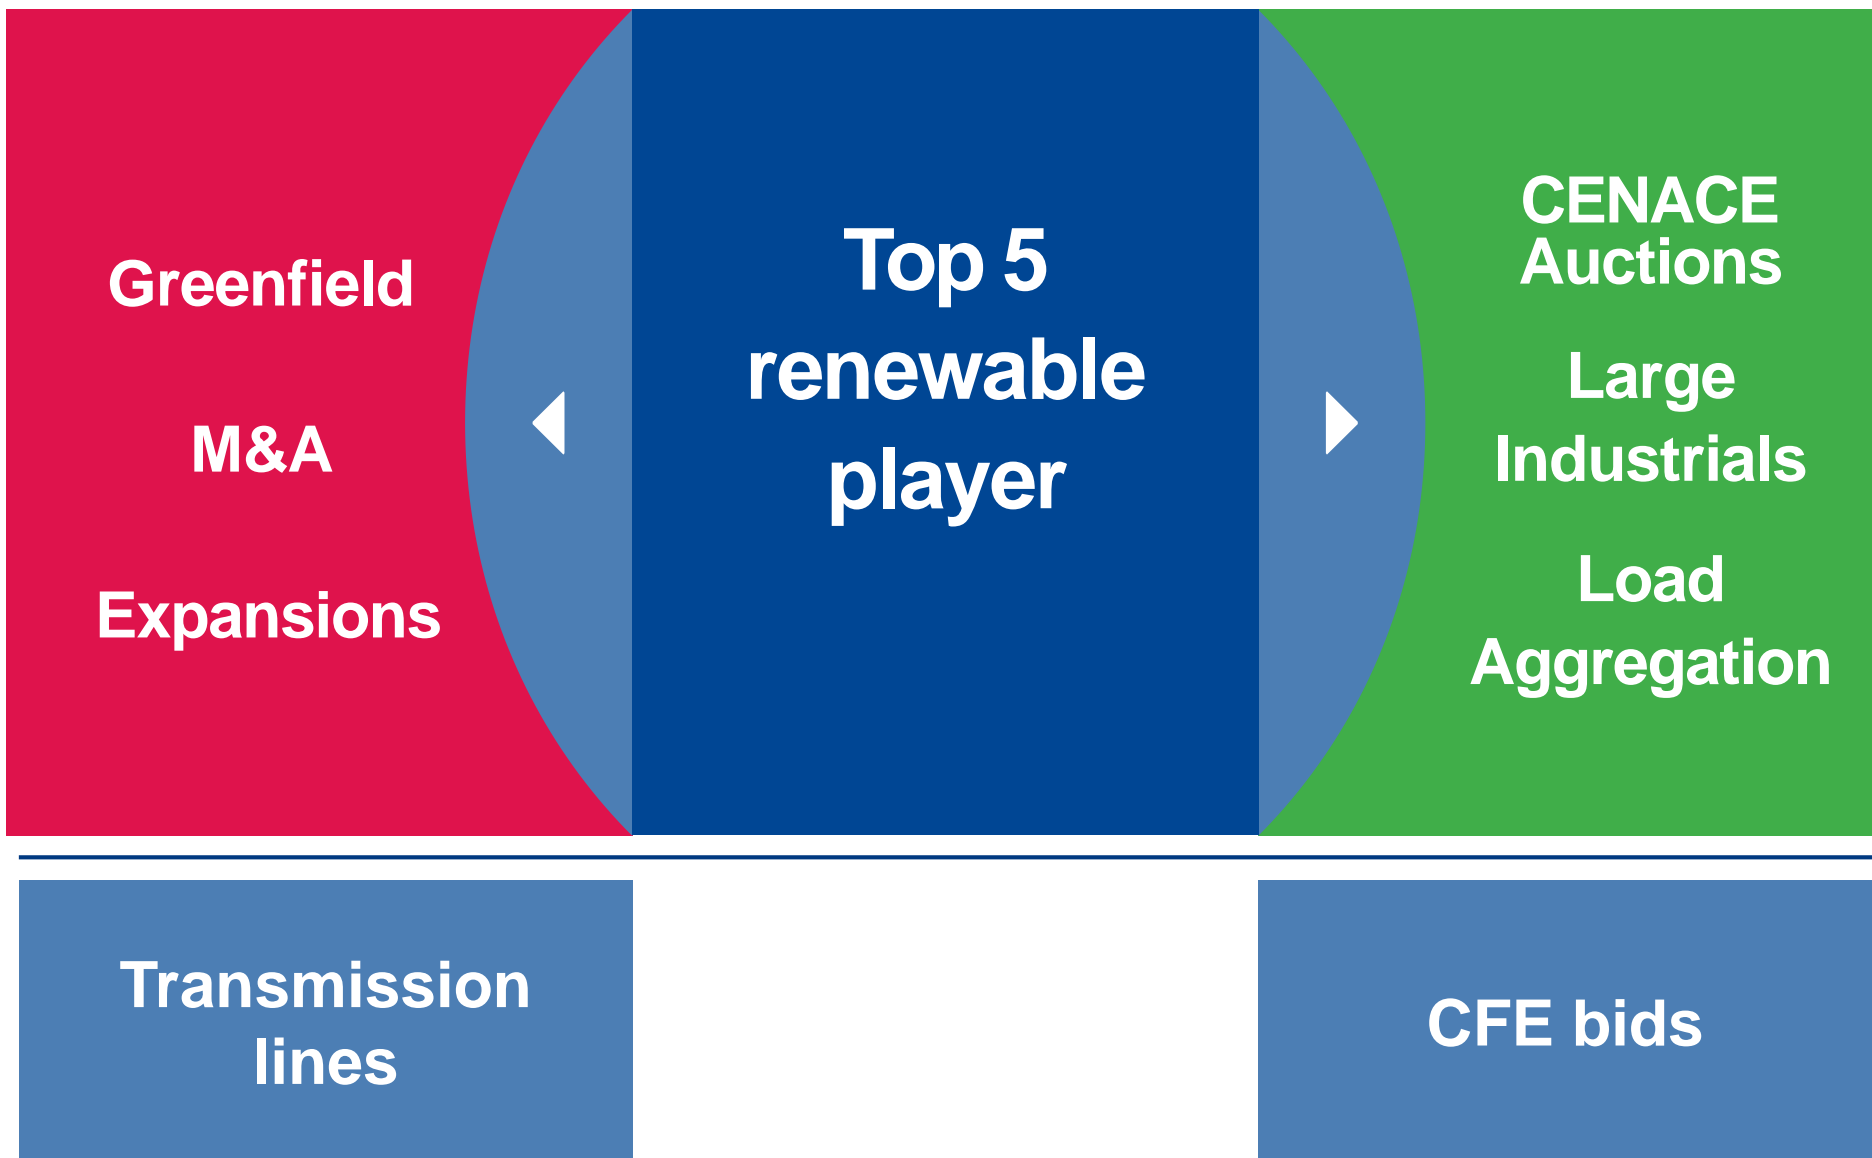 Greenfield
M&A
Expansions
Top 5
renewable
player
CENACE
Auctions
Large
Industrials
Load
Aggregation
Transmission
lines
CFE bids